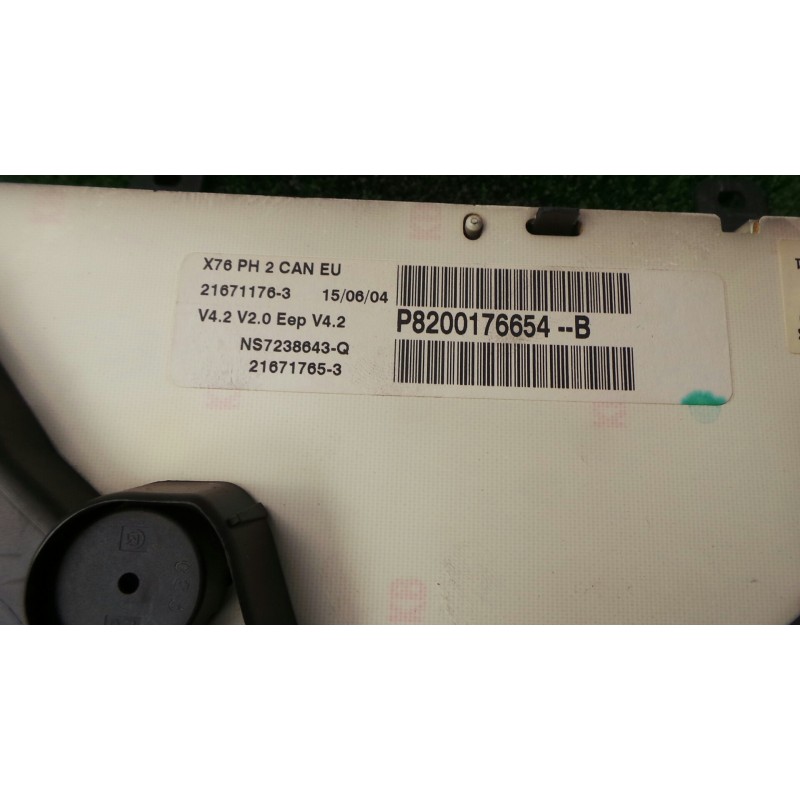 X76 PH 2 CAN EU
21671176-3 15/06/04
V4.2 V2.0 Eep V4.2
P8200176654 --B
NS7238643-Q
21671765-3
KB